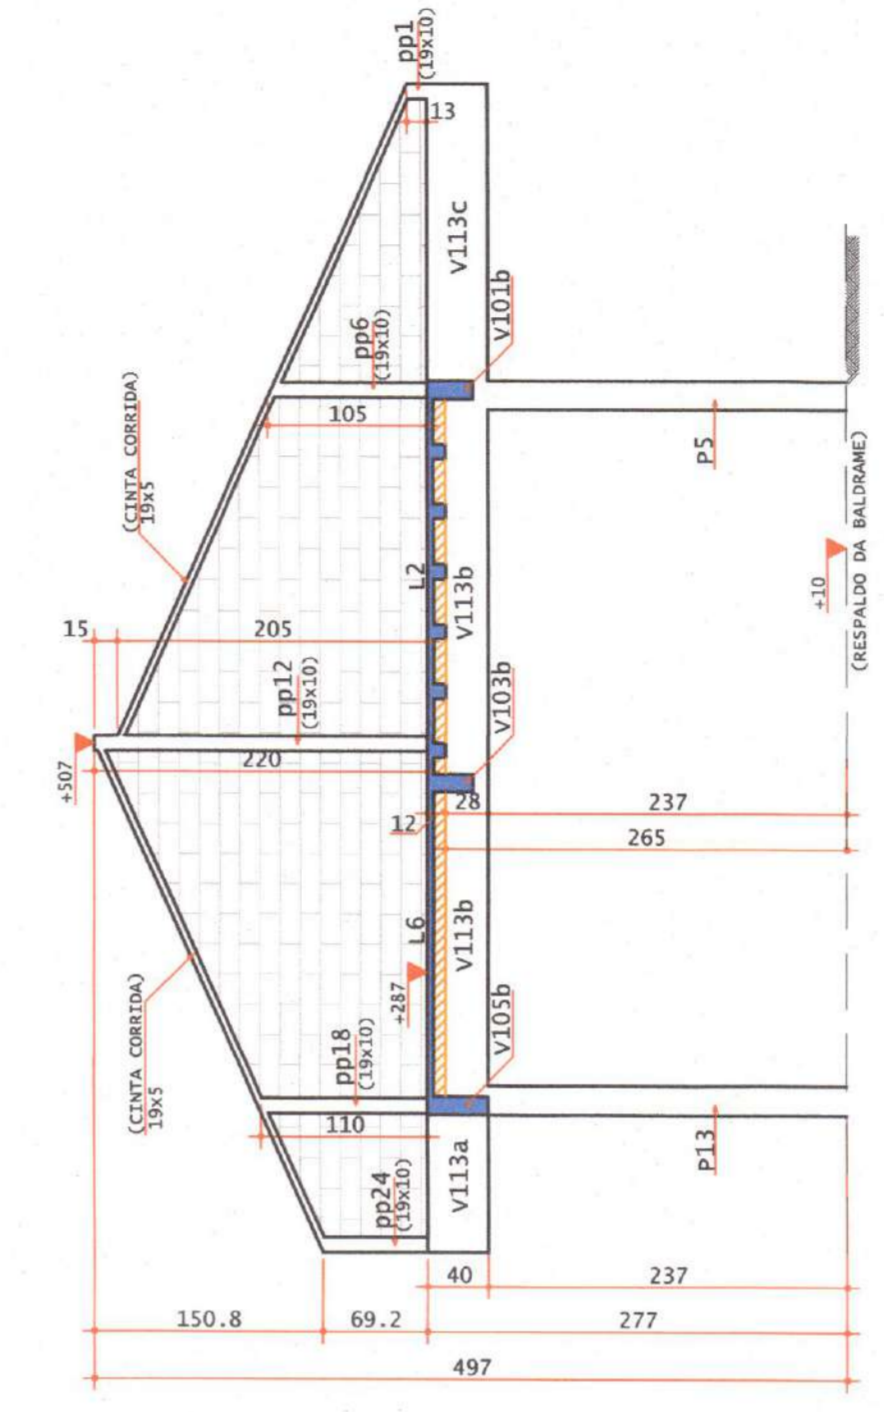 pp1
(19x10)
13
V113c
V101b
pp6
(19x10)
105
P5
(CINTA CORRIDA)
19x5
L2
V113b
15
205
pp12
(19x10)
220
+507
V103b
28
12
237
265
+10
(RESPALDO DA BALDRAME)
L6
V113b
+287
V105b
(CINTA CORRIDA)
19x5
pp18
(19x10)
110
P13
pp24
(19x10)
V113a
40
237
150.8
69.2
277
497